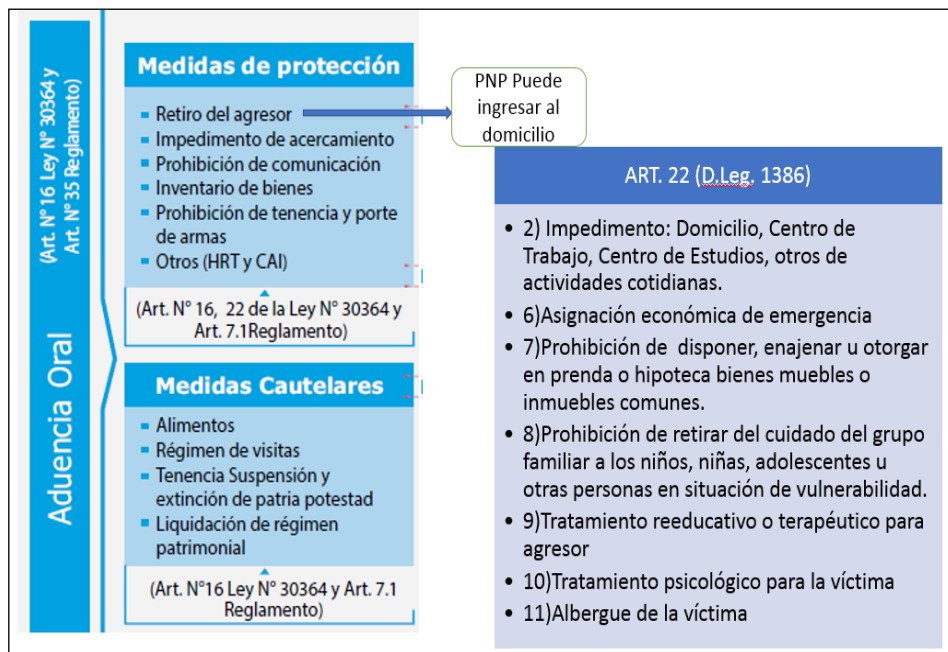 (Art. N° 16 Ley N° 30364 y
Art. N° 35 Reglamento)
Aduencia Oral
Medidas de protección
Retiro del agresor
Impedimento de acercamiento
Prohibición de comunicación
Inventario de bienes
Prohibición de tenencia y porte
de armas
Otros (HRT y CAI)
(Art. N° 16, 22 de la Ley N° 30364 y
Art. 7.1Reglamento)
Medidas Cautelares
Alimentos
Régimen de visitas
Tenencia Suspensión y
extinción de patria potestad
Liquidación de régimen
patrimonial
(Art. N°16 Ley N° 30364 y Art. 7.1
Reglamento)
PNP Puede
ingresar al
domicilio
ART. 22 (D.Leg. 1386)
• 2) Impedimento: Domicilio, Centro de
Trabajo, Centro de Estudios, otros de
actividades cotidianas.
• 6)Asignación económica de emergencia
• 7)Prohibición de disponer, enajenar u otorgar
en prenda o hipoteca bienes muebles o
inmuebles comunes.
• 8)Prohibición de retirar del cuidado del grupo
familiar a los niños, niñas, adolescentes u
otras personas en situación de vulnerabilidad.
• 9)Tratamiento reeducativo o terapéutico para
agresor
• 10)Tratamiento psicológico para la víctima
• 11)Albergue de la víctima